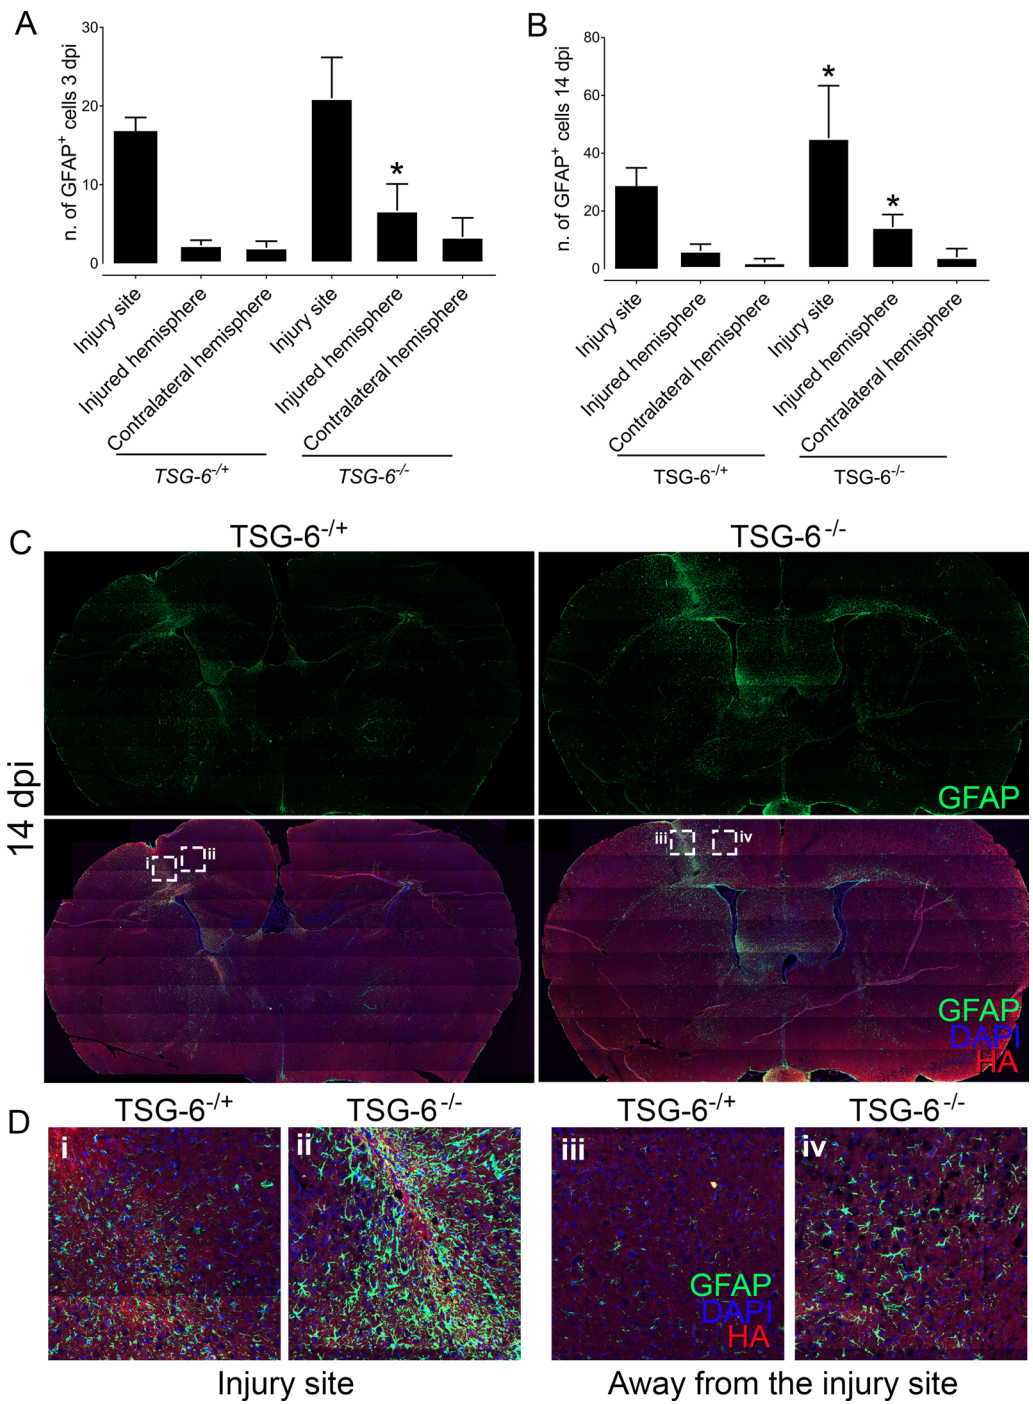 A
n. of GFAP⁺ cells 3 dpi
30
20
10
0
Injury site
Injured hemisphere
Contralateral hemisphere
Injury site
Injured hemisphere
Contralateral hemisphere
*
TSG-6⁻/⁺
TSG-6⁻/⁻
B
n. of GFAP⁺ cells 14 dpi
80
60
40
20
0
Injury site
Injured hemisphere
Contralateral hemisphere
Injury site
Injured hemisphere
Contralateral hemisphere
*
*
TSG-6⁻/⁺
TSG-6⁻/⁻
C
TSG-6⁻/⁺
TSG-6⁻/⁻
14 dpi
GFAP
i
ii
iii
iv
GFAP
DAPI
HA
D
TSG-6⁻/⁺
TSG-6⁻/⁻
TSG-6⁻/⁺
TSG-6⁻/⁻
i
ii
iii
iv
GFAP
DAPI
HA
Injury site
Away from the injury site